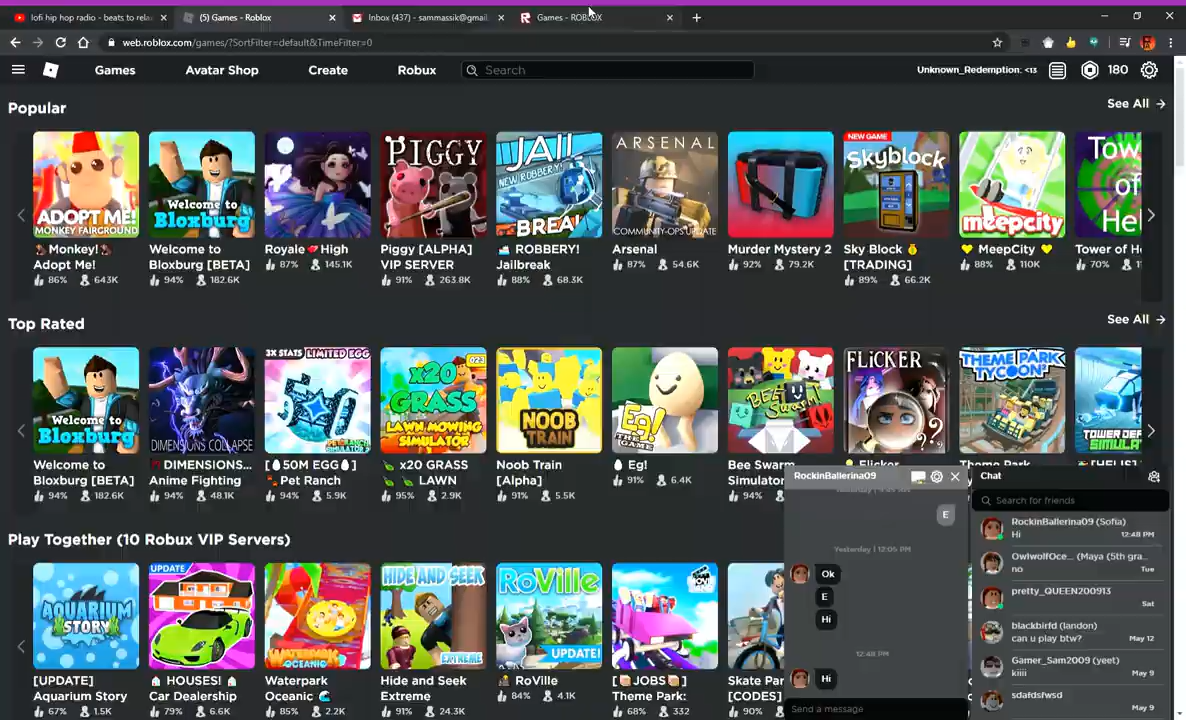 lofi hip hop radio - beats to rela
(5) Games - Roblox
Inbox (437) - sammassik@gmail.
Games - ROBLOX
web.roblox.com/games/?SortFilter=default&TimeFilter=0
Games
Avatar Shop
Create
Robux
Search
Unknown_Redemption: <13
180
Popular
See All →
ADOPT ME!
MONKEY FAIRGROUND
Welcome to
Bloxburg
PIGGY
JAIL
NEW ROBBERY!
BREAK
ARSENAL
COMMUNITY-OPS UPDATE
NEW GAME
Skyblock
meepcity
Tow
of
Hel
Monkey!
Adopt Me!
86% 643K
Welcome to
Bloxburg [BETA]
94% 182.6K
Royale High
87% 145.1K
Piggy [ALPHA]
VIP SERVER
91% 263.8K
ROBBERY!
Jailbreak
88% 68.3K
Arsenal
87% 54.6K
Murder Mystery 2
92% 79.2K
Sky Block
[TRADING]
89% 66.2K
MeepCity
88% 110K
Tower of He
70%
Top Rated
See All →
Welcome to
Bloxburg
DIMENSIONS COLLAPSE
3X STATS LIMITED EGG
023
x20
GRASS
LAWN MOWING
SIMULATOR
NOOB
TRAIN
Eg!
THE GAME
BEE Swarm
FLICKER
THEME PARK
TYCOON
TOWER DEF
SIMULA
Welcome to
Bloxburg [BETA]
94% 182.6K
DIMENSIONS...
Anime Fighting
94% 48.1K
[50M EGG]
Pet Ranch
94% 5.9K
x20 GRASS
LAWN
95% 2.9K
Noob Train
[Alpha]
91% 5.5K
Eg!
91% 6.4K
Bee Swarm
Simulator
94%
Flicker
Theme Park
Play Together (10 Robux VIP Servers)
AQUARIUM
STORY
UPDATE
WATERPARK
OCEANIC
HIDE AND SEEK
EXTREME
RoVille
UPDATE!
[UPDATE]
Aquarium Story
67% 1.5K
HOUSES!
Car Dealership
79% 6.6K
Waterpark
Oceanic
85% 2.2K
Hide and Seek
Extreme
91% 24.3K
RoVille
84% 4.1K
[JOBS]
Theme Park:
68% 332
Skate Par
[CODES]
90%
RockinBallerina09
E
Yesterday | 12:05 PM
Ok
E
Hi
12:48 PM
Hi
Send a message
Chat
Search for friends
RockinBallerina09 (Sofia)
Hi 12:48 PM
OwlwolfOce... (Maya (5th gra...
no Tue
pretty_QUEEN200913
Sat
blackbirfd (landon)
can u play btw? May 12
Gamer_Sam2009 (yeet)
kiiii May 9
sdafdsfwsd
May 9